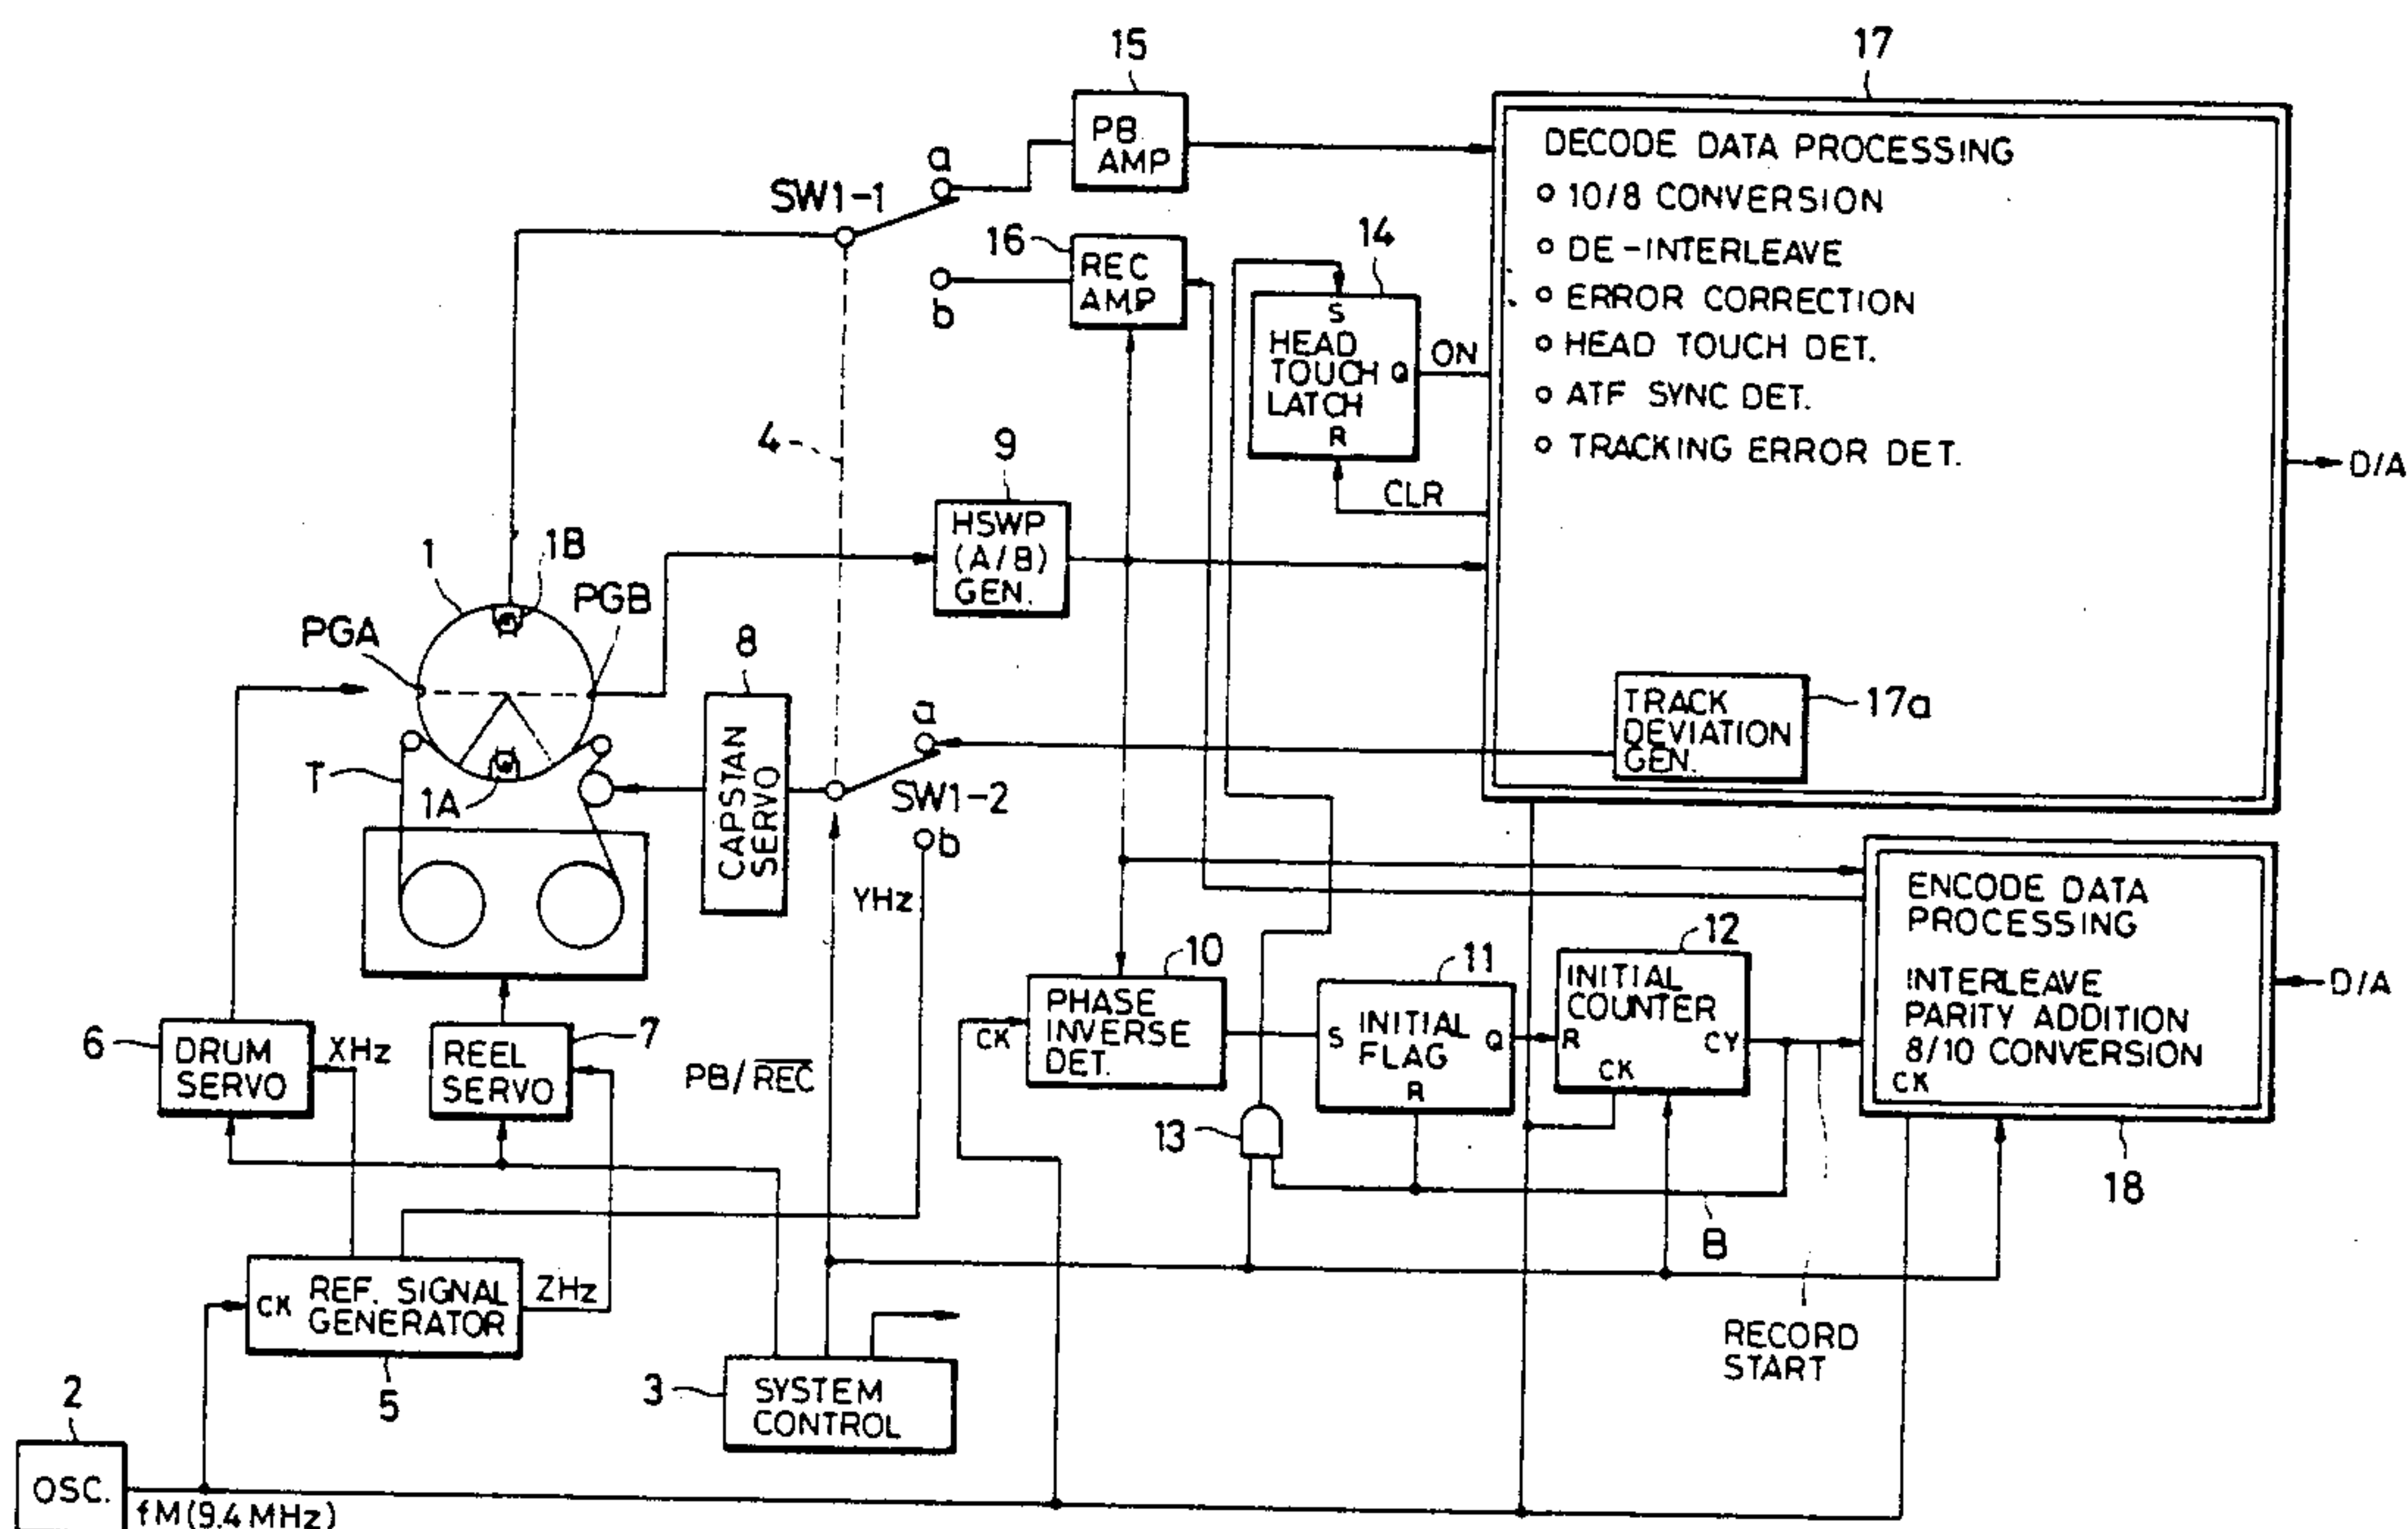 15
17
PB
AMP
DECODE DATA PROCESSING
10/8 CONVERSION
DE-INTERLEAVE
ERROR CORRECTION
HEAD TOUCH DET.
ATF SYNC DET.
TRACKING ERROR DET.
a
SW1-1
16
REC
AMP
b
14
S
HEAD
TOUCH Q
LATCH
R
ON
CLR
D/A
4
9
HSWP
(A/B)
GEN.
1
1B
PGA
PGB
8
CAPSTAN
SERVO
a
SW1-2
b
TRACK
DEVIATION
GEN.
17a
T
1A
YHz
ENCODE DATA
PROCESSING
INTERLEAVE
PARITY ADDITION
8/10 CONVERSION
CK
D/A
18
10
PHASE
INVERSE
DET.
CK
11
S INITIAL Q
FLAG
R
12
INITIAL
COUNTER
R CY
CK
13
B
RECORD
START
6
DRUM
SERVO
XHz
REEL
SERVO
7
PB/R̅E̅C̅
CK REF. SIGNAL
GENERATOR
ZHz
5
3
SYSTEM
CONTROL
2
OSC.
fM(9.4MHz)